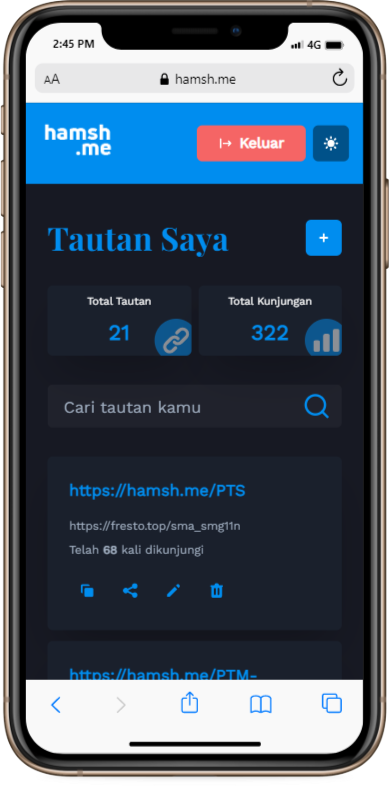 2:45 PM
4G
AA
hamsh.me
hamsh
.me
Keluar
Tautan Saya
+
Total Tautan
21
Total Kunjungan
322
Cari tautan kamu
https://hamsh.me/PTS
https://fresto.top/sma_smg11n
Telah 68 kali dikunjungi
https://hamsh.me/PTM-